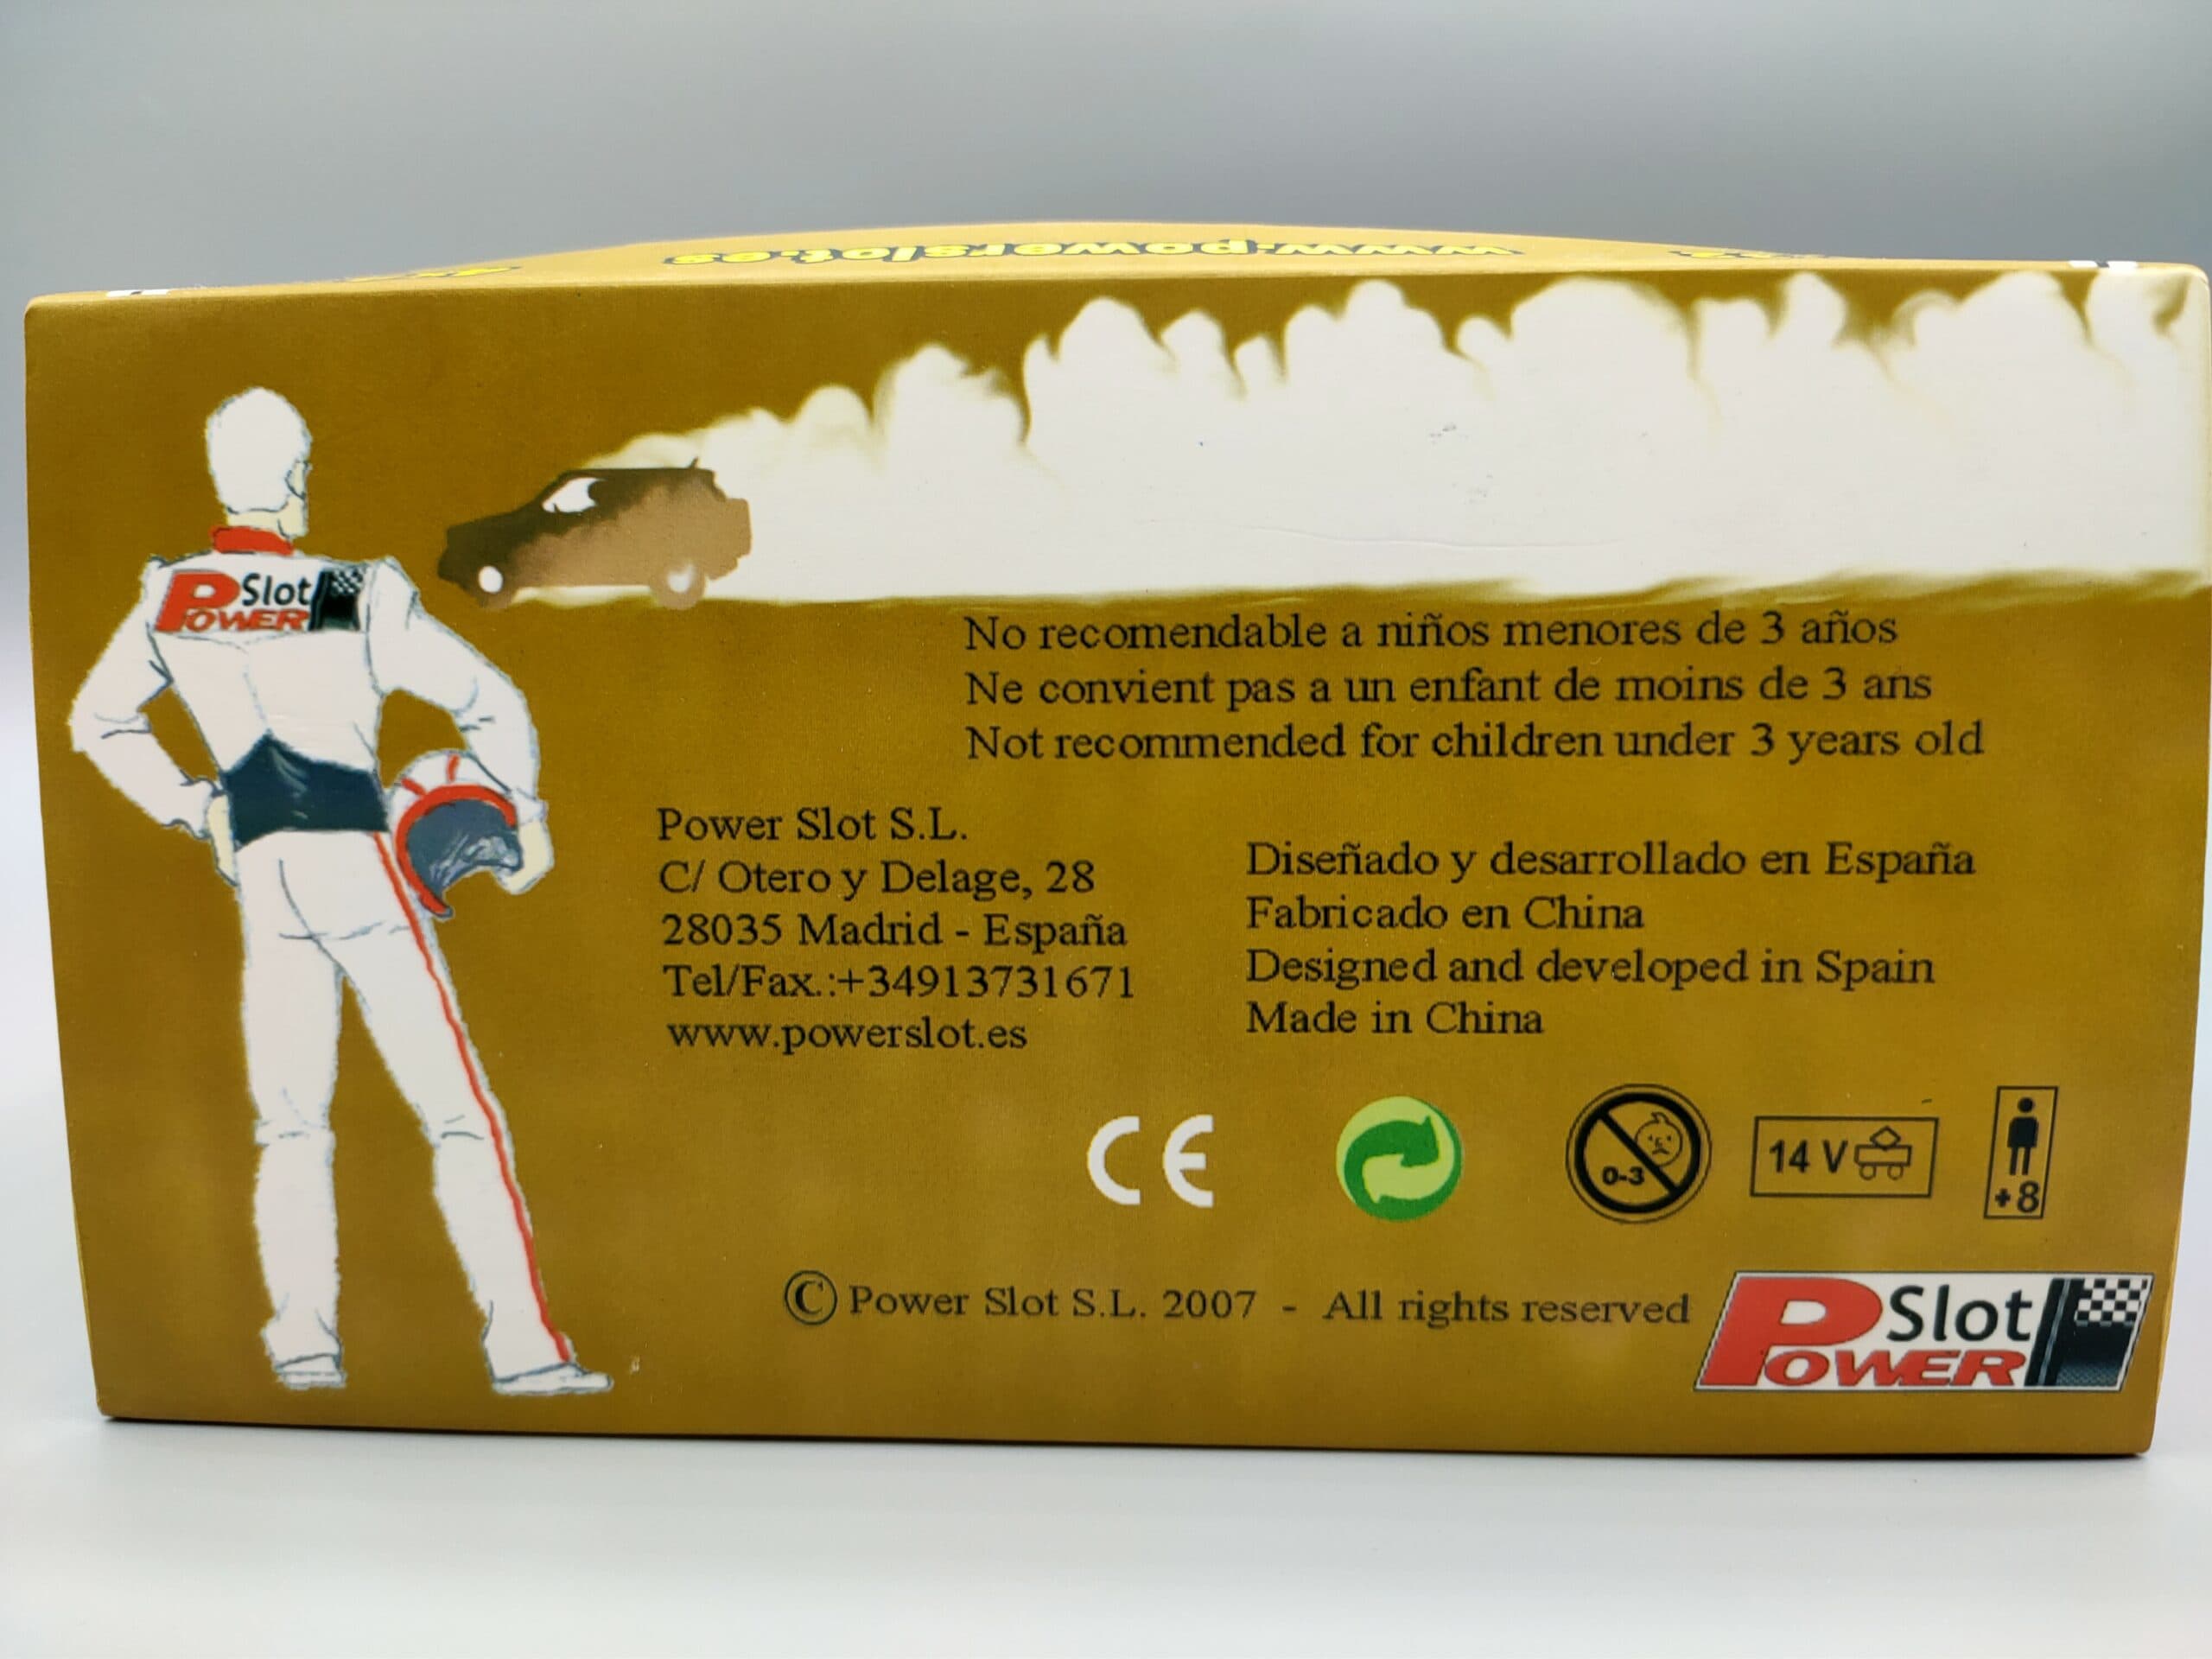 www.powerslot.es
Power Slot
No recomendable a niños menores de 3 años
Ne convient pas a un enfant de moins de 3 ans
Not recommended for children under 3 years old
Power Slot S.L.
C/ Otero y Delage, 28
28035 Madrid - España
Tel/Fax.:+34913731671
www.powerslot.es
Diseñado y desarrollado en España
Fabricado en China
Designed and developed in Spain
Made in China
CE
0-3
14 V
+8
© Power Slot S.L. 2007 - All rights reserved
Power Slot